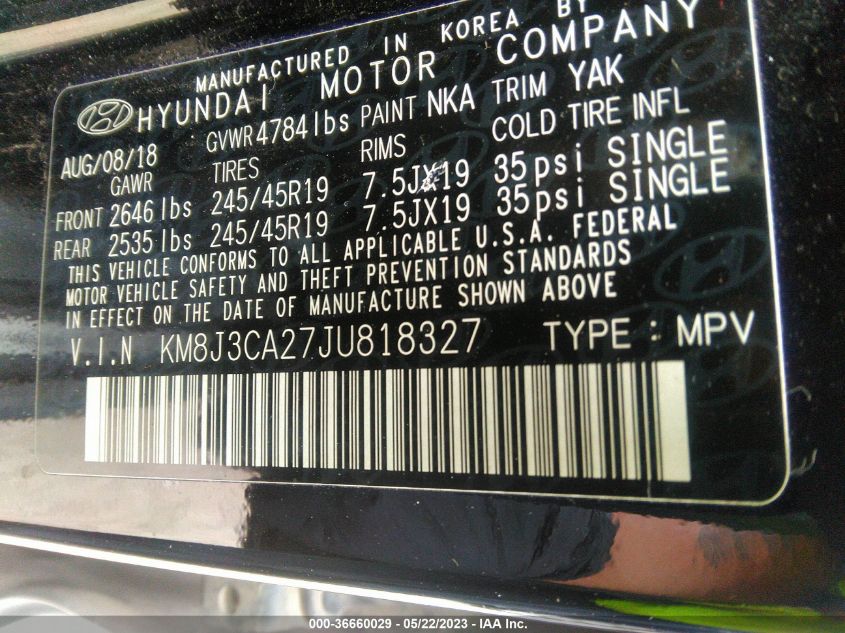 MANUFACTURED IN KOREA BY
HYUNDAI MOTOR COMPANY
AUG/08/18 GVWR 4784 lbs PAINT NKA TRIM YAK
GAWR TIRES RIMS COLD TIRE INFL
FRONT 2646 lbs 245/45R19 7.5JX19 35psi SINGLE
REAR 2535 lbs 245/45R19 7.5JX19 35psi SINGLE
THIS VEHICLE CONFORMS TO ALL APPLICABLE U.S.A. FEDERAL
MOTOR VEHICLE SAFETY AND THEFT PREVENTION STANDARDS
IN EFFECT ON THE DATE OF MANUFACTURE SHOWN ABOVE
V.I.N KM8J3CA27JU818327 TYPE : MPV
000-36660029 - 05/22/2023 - IAA Inc.